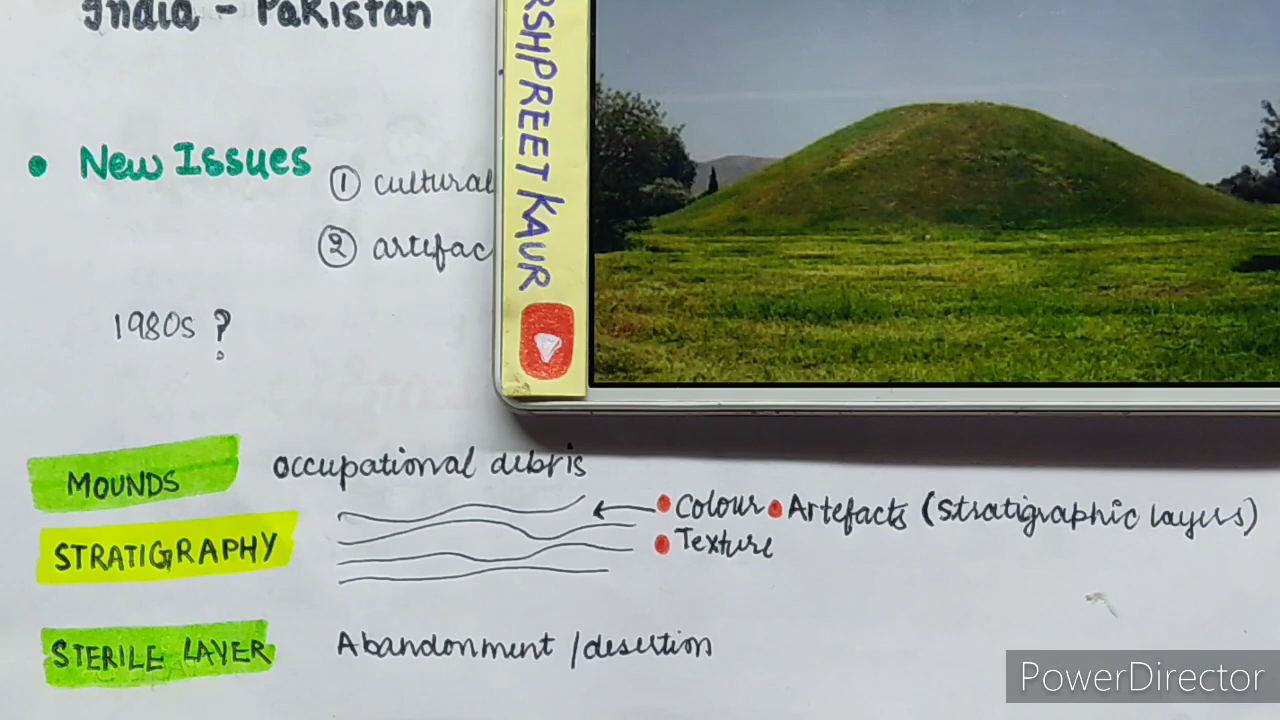 India - Pakistan
New Issues
① cultural
② artefac
1980s ?
MOUNDS occupational debris
STRATIGRAPHY
• Colour • Artefacts (stratigraphic layers)
• Texture
STERILE LAYER Abandonment / desertion
RSHPREET KAUR
PowerDirector